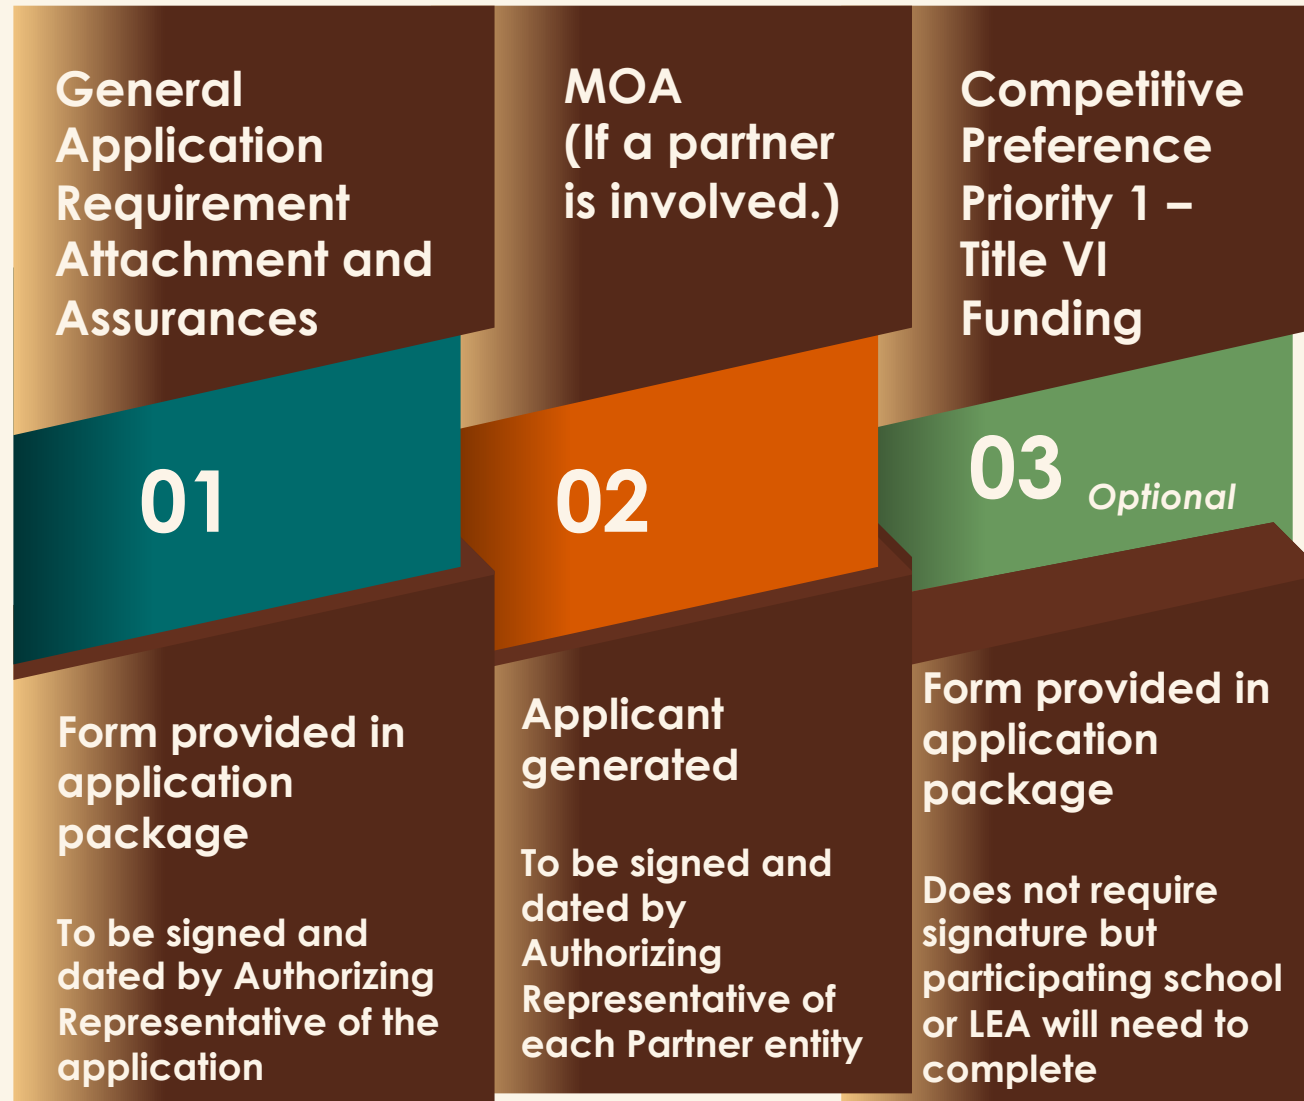 General
Application
Requirement
Attachment and
Assurances
01
Form provided in
application
package
To be signed and
dated by Authorizing
Representative of the
application
MOA
(If a partner
is involved.)
02
Applicant
generated
To be signed and
dated by
Authorizing
Representative of
each Partner entity
Competitive
Preference
Priority 1 –
Title VI
Funding
03 Optional
Form provided in
application
package
Does not require
signature but
participating school
or LEA will need to
complete